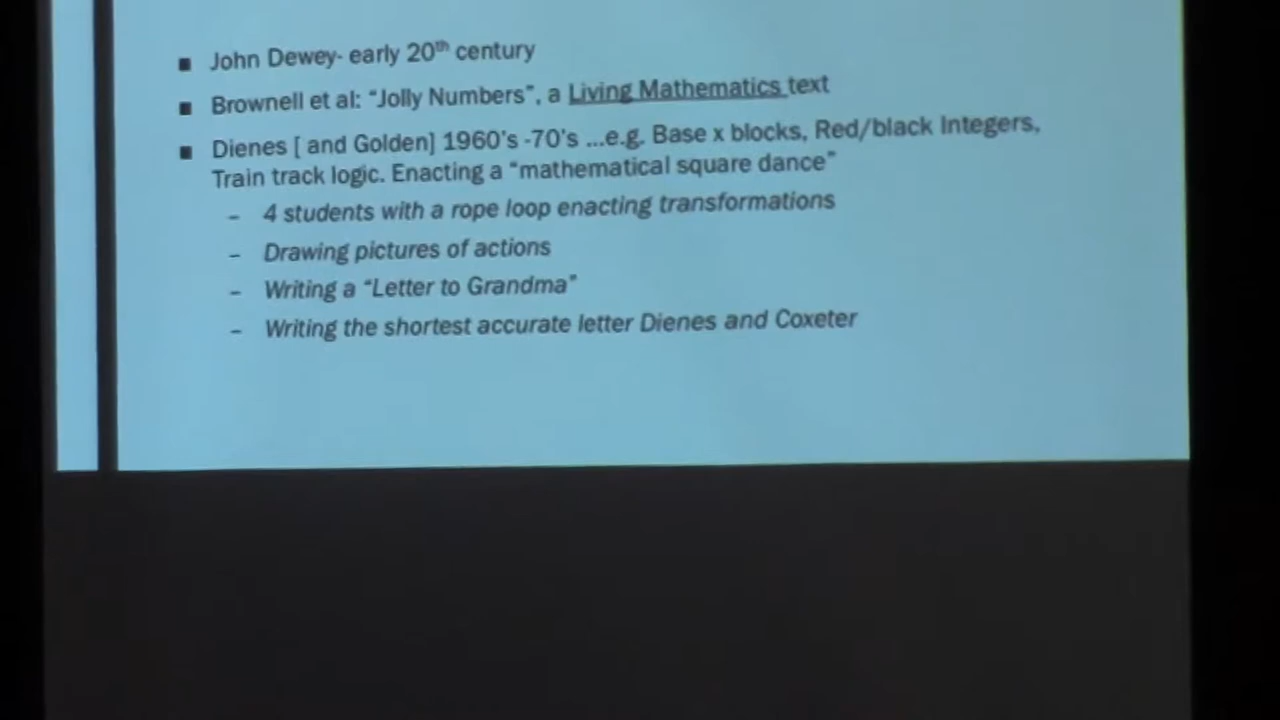 ■ John Dewey- early 20th century
■ Brownell et al: “Jolly Numbers”, a Living Mathematics text
■ Dienes [ and Golden] 1960’s -70’s ...e.g. Base x blocks, Red/black Integers,
Train track logic. Enacting a “mathematical square dance”
– 4 students with a rope loop enacting transformations
– Drawing pictures of actions
– Writing a “Letter to Grandma”
– Writing the shortest accurate letter Dienes and Coxeter